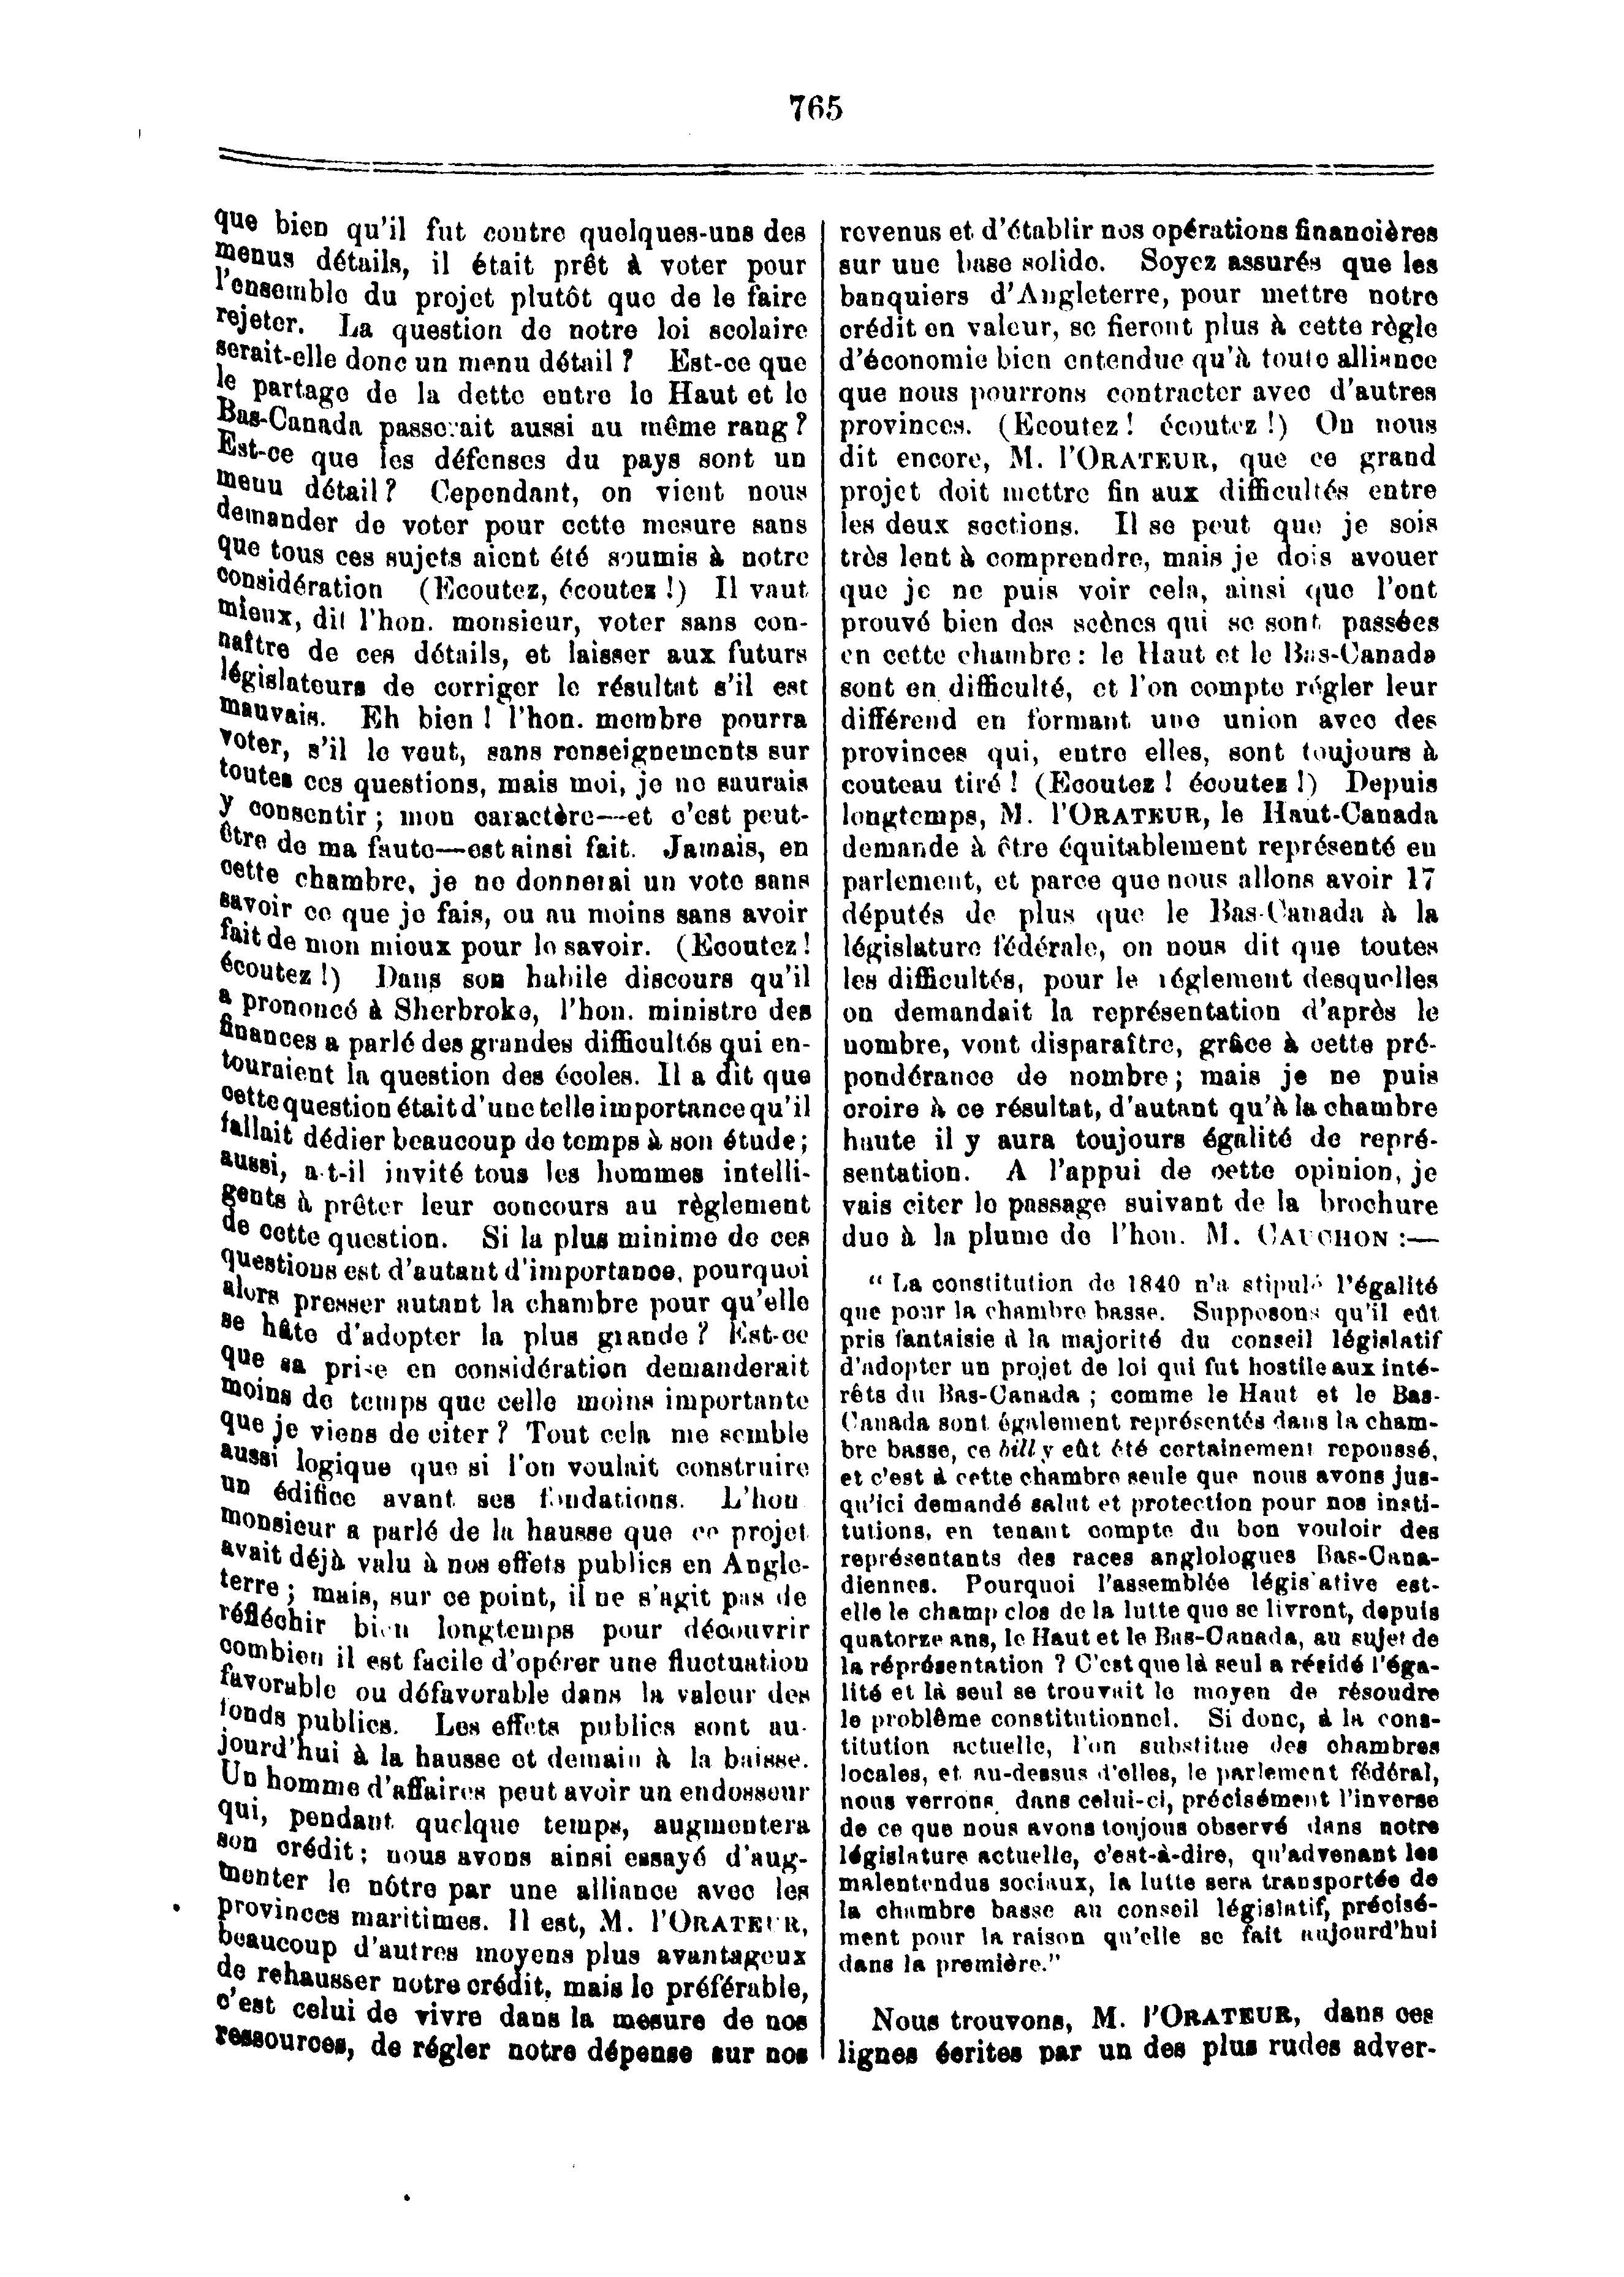 765
que bien qu'il fut contre quelques-uns des
menus détails, il était prêt à voter pour
l'ensemble du projet plutôt que de le faire
rejeter. La question de notre loi scolaire
serait-elle donc un menu détail ? Est-ce que
le partage de la dette entre le Haut et le
Bas-Canada passerait aussi au même rang ?
Est-ce que les défenses du pays sont un
menu détail ? Cependant, on vient nous
demander de voter pour cette mesure sans
que tous ces sujets aient été soumis à notre
considération (Ecoutez, écoutez !) Il vaut
mieux, dit l'hon. monsieur, voter sans con-
naître de ces détails, et laisser aux futurs
législateurs de corriger le résultat s'il est
mauvais. Eh bien ! l'hon. membre pourra
voter, s'il le veut, sans renseignements sur
toutes ces questions, mais moi, je ne saurais
y consentir ; mon caractère—et c'est peut-
être de ma faute—est ainsi fait. Jamais, en
cette chambre, je ne donnerai un vote sans
savoir ce que je fais, ou au moins sans avoir
fait de mon mieux pour le savoir. (Ecoutez !
écoutez !) Dans son habile discours qu'il
a prononcé à Sherbroke, l'hon. ministre des
finances a parlé des grandes difficultés qui en-
touraient la question des écoles. Il a dit que
cette question était d'une telle importance qu'il
fallait dédier beaucoup de temps à son étude ;
aussi, a-t-il invité tous les hommes intelli-
gents à prêter leur concours au règlement
de cette question. Si la plus minime de ces
questions est d'autant d'importance, pourquoi
alors presser autant la chambre pour qu'elle
se hâte d'adopter la plus grande ? Est-ce
que sa prise en considération demanderait
moins de temps que celle moins importante
que je viens de citer ? Tout cela me semble
aussi logique que si l'on voulait construire
un édifice avant ses fondations. L'hon
monsieur a parlé de la hausse que ce projet
avait déjà valu à nos effets publics en Angle-
terre ; mais, sur ce point, il ne s'agit pas de
réfléchir bien longtemps pour découvrir
combien il est facile d'opérer une fluctuation
favorable ou défavorable dans la valeur des
fonds publics. Les effets publics sont au-
jourd'hui à la hausse et demain à la baisse.
Un homme d'affaires peut avoir un endosseur
qui, pendant quelque temps, augmentera
son crédit ; nous avons ainsi essayé d'aug-
menter le nôtre par une alliance avec les
provinces maritimes. Il est, M. l'ORATEUR,
beaucoup d'autres moyens plus avantageux
de rehausser notre crédit, mais le préférable,
c'est celui de vivre dans la mesure de nos
ressources, de régler notre dépense sur nos
revenus et d'établir nos opérations financières
sur une base solide. Soyez assurés que les
banquiers d'Angleterre, pour mettre notre
crédit en valeur, se fieront plus à cette règle
d'économie bien entendue qu'à toute alliance
que nous pourrons contracter avec d'autres
provinces. (Ecoutez ! écoutez !) On nous
dit encore, M. l'ORATEUR, que ce grand
projet doit mettre fin aux difficultés entre
les deux sections. Il se peut que je sois
très lent à comprendre, mais je dois avouer
que je ne puis voir cela, ainsi que l'ont
prouvé bien des scènes qui se sont passées
en cette chambre : le Haut et le Bas-Canada
sont en difficulté, et l'on compte régler leur
différend en formant une union avec des
provinces qui, entre elles, sont toujours à
couteau tiré ! (Ecoutez ! écoutez !) Depuis
longtemps, M. l'ORATEUR, le Haut-Canada
demande à être équitablement représenté en
parlement, et parce que nous allons avoir 17
députés de plus que le Bas-Canada à la
législature fédérale, on nous dit que toutes
les difficultés, pour le réglement desquelles
on demandait la représentation d'après le
nombre, vont disparaître, grâce à cette pré-
pondérance de nombre ; mais je ne puis
croire à ce résultat, d'autant qu'à la chambre
haute il y aura toujours égalité de repré-
sentation. A l'appui de cette opinion, je
vais citer le passage suivant de la brochure
due à la plume de l'hon. M. CAUCHON :—
“ La constitution de 1840 n'a stipulé l'égalité
que pour la chambre basse. Supposons qu'il eût
pris fantaisie à la majorité du conseil législatif
d'adopter un projet de loi qui fut hostile aux inté-
rêts du Bas-Canada ; comme le Haut et le Bas-
Canada sont également représentés dans la cham-
bre basse, ce bill y eût été certainement repoussé,
et c'est à cette chambre seule que nous avons jus-
qu'ici demandé salut et protection pour nos insti-
tutions, en tenant compte du bon vouloir des
représentants des races anglologues Bas-Cana-
diennes. Pourquoi l'assemblée législative est-
elle le champ clos de la lutte que se livront, depuis
quatorze ans, le Haut et le Bas-Canada, au sujet de
la réprésentation ? C'est que là seul a résidé l'éga-
lité et là seul se trouvait le moyen de résoudre
le problème constitutionnel. Si donc, à la cons-
titution actuelle, l'on substitue des chambres
locales, et au-dessus d'elles, le parlement fédéral,
nous verrons dans celui-ci, précisément l'inverse
de ce que nous avons toujous observé dans notre
législature actuelle, c'est-à-dire, qu'advenant les
malentendus sociaux, la lutte sera transportée de
la chambre basse au conseil législatif, précisé-
ment pour la raison qu'elle se fait aujourd'hui
dans la première.”
Nous trouvons, M. l'ORATEUR, dans ces
lignes écrites par un des plus rudes adver-